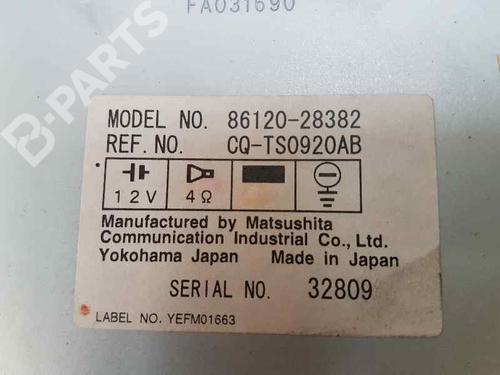 FA031690
B-PARTS
MODEL NO. 86120-28382
REF. NO. CQ-TS0920AB
12V 4Ω
Manufactured by Matsushita
Communication Industrial Co., Ltd.
Yokohama Japan Made in Japan
SERIAL NO. 32809
LABEL NO. YEFM01663